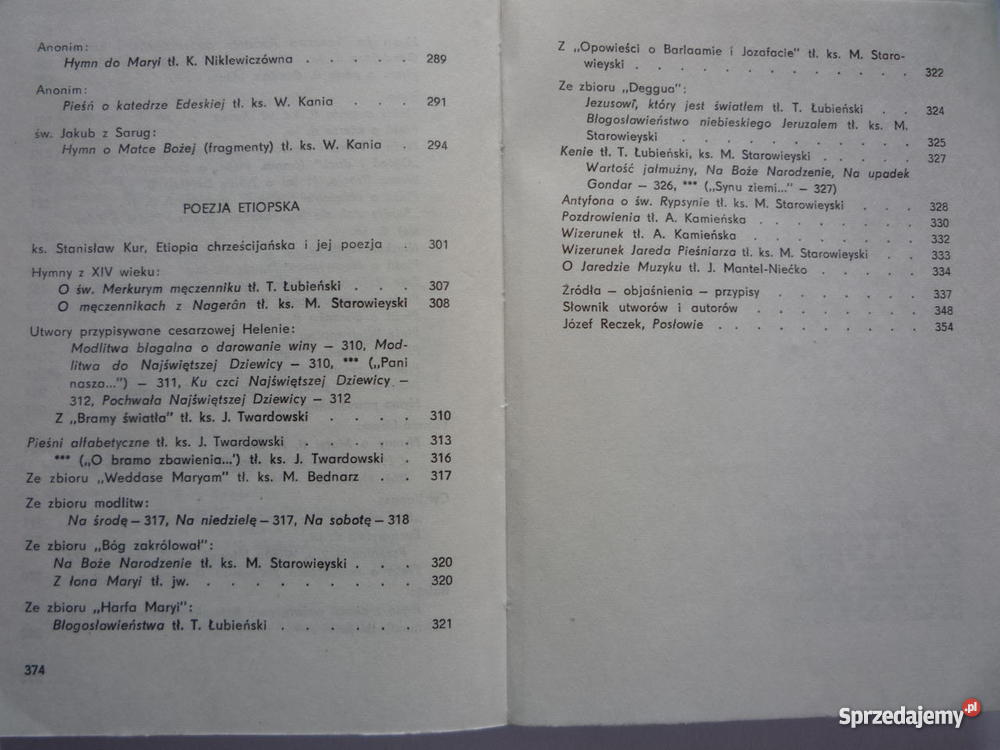 Anonim:
Hymn do Maryi tł. K. Niklewiczówna . . . . . 289
Anonim:
Pieśń o katedrze Edeskiej tł. ks. W. Kania . . . 291
św. Jakub z Sarug:
Hymn o Matce Bożej (fragmenty) tł. ks. W. Kania . 294
POEZJA ETIOPSKA
ks. Stanisław Kur, Etiopia chrześcijańska i jej poezja . 301
Hymny z XIV wieku:
O św. Merkurym męczenniku tł. T. Łubieński . . . 307
O męczennikach z Nagerân tł. ks. M. Starowieyski 308
Utwory przypisywane cesarzowej Helenie:
Modlitwa błagalna o darowanie winy — 310, Mod-
litwa do Najświętszej Dziewicy — 310, *** („Pani
nasza...") — 311, Ku czci Najświętszej Dziewicy —
312, Pochwała Najświętszej Dziewicy — 312
Z „Bramy światła" tł. ks. J. Twardowski . . . . 310
Pieśni alfabetyczne tł. ks. J. Twardowski . . . . . 313
*** („O bramo zbawienia...') tł. ks. J. Twardowski . 316
Ze zbioru „Weddase Maryam" tł. ks. M. Bednarz . . 317
Ze zbioru modlitw:
Na środę — 317, Na niedzielę — 317, Na sobotę — 318
Ze zbioru „Bóg zakrólował":
Na Boże Narodzenie tł. ks. M. Starowieyski . . . 320
Z łona Maryi tł. jw. . . . . . . . . . 320
Ze zbioru „Harfa Maryi":
Błogosławieństwa tł. T. Łubieński . . . . . . 321
374
Z „Opowieści o Barlaamie i Jozafacie" tł. ks. M. Staro-
wieyski . . . . . . . . . . . . 322
Ze zbioru „Deggua":
Jezusowi, który jest światłem tł. T. Łubieński . . 324
Błogosławieństwo niebieskiego Jeruzalem tł. ks. M.
Starowieyski . . . . . . . . . . 325
Kenie tł. T. Łubieński, ks. M. Starowieyski . . . . . 327
Wartość jałmużny, Na Boże Narodzenie, Na upadek
Gondar — 326, *** („Synu ziemi..." — 327)
Antyfona o św. Rypsynie tł. ks. M. Starowieyski . . . 328
Pozdrowienia tł. A. Kamieńska . . . . . . . . 330
Wizerunek tł. A. Kamieńska . . . . . . . . 332
Wizerunek Jareda Pieśniarza tł. ks. M. Starowieyski . . 333
O Jaredzie Muzyku tł. J. Mantel-Niećko . . . . . 334
Źródła — objaśnienia — przypisy . . . . . . . 337
Słownik utworów i autorów . . . . . . . . 348
Józef Reczek, Posłowie . . . . . . . . . . 354
Sprzedajemy.pl